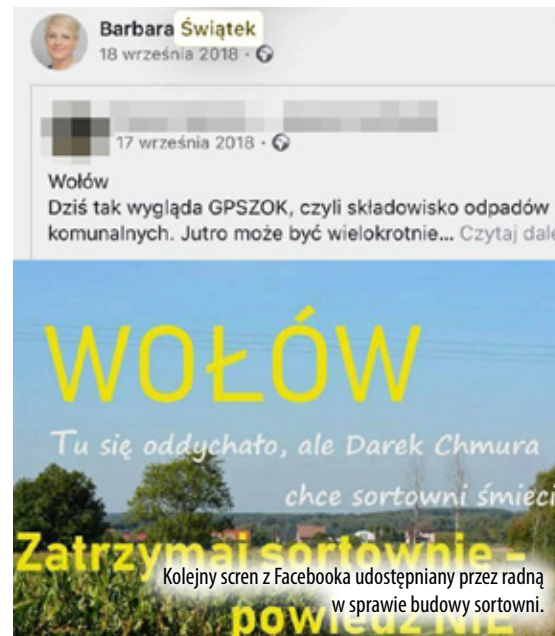 Barbara Świątek
18 września 2018 ·
17 września 2018 ·
Wołów
Dziś tak wygląda GPSZOK, czyli składowisko odpadów
komunalnych. Jutro może być wielokrotnie... Czytaj dale
WOŁÓW
Tu się oddychało, ale Darek Chmura
chce sortowni śmieci
Zatrzymaj sortownie -
Kolejny scren z Facebooka udostępniany przez radną
w sprawie budowy sortowni.
powiedz NIE